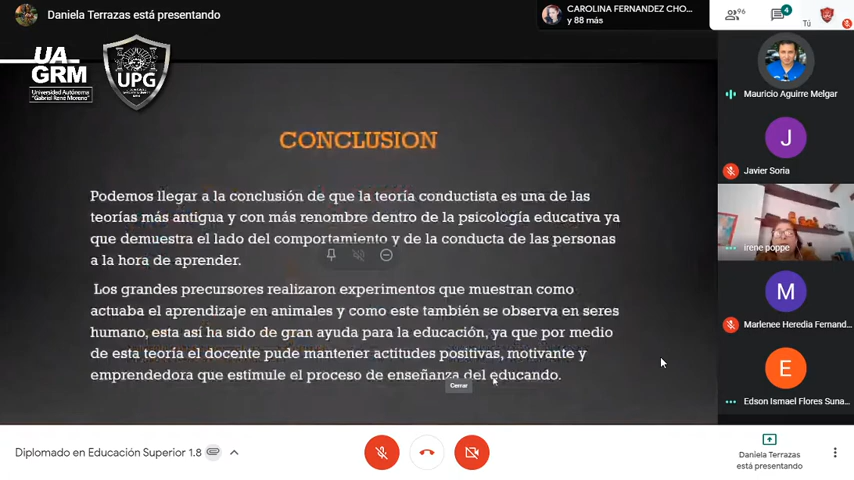 Daniela Terrazas está presentando
CAROLINA FERNANDEZ CHO...
y 88 más
96
4
Tú
UA
GRM
Universidad Autónoma
"Gabriel René Moreno"
UPG
CONCLUSION
Podemos llegar a la conclusión de que la teoría conductista es una de las
teorías más antigua y con más renombre dentro de la psicología educativa ya
que demuestra el lado del comportamiento y de la conducta de las personas
a la hora de aprender.
Los grandes precursores realizaron experimentos que muestran como
actuaba el aprendizaje en animales y como este también se observa en seres
humano, esta así ha sido de gran ayuda para la educación, ya que por medio
de esta teoría el docente pude mantener actitudes positivas, motivante y
emprendedora que estimule el proceso de enseñanza del educando.
Cerrar
Mauricio Aguirre Melgar
J
Javier Soria
irene poppe
M
Marlenee Heredia Fernand...
E
Edson Ismael Flores Suna...
Diplomado en Educación Superior 1.8
Daniela Terrazas
está presentando